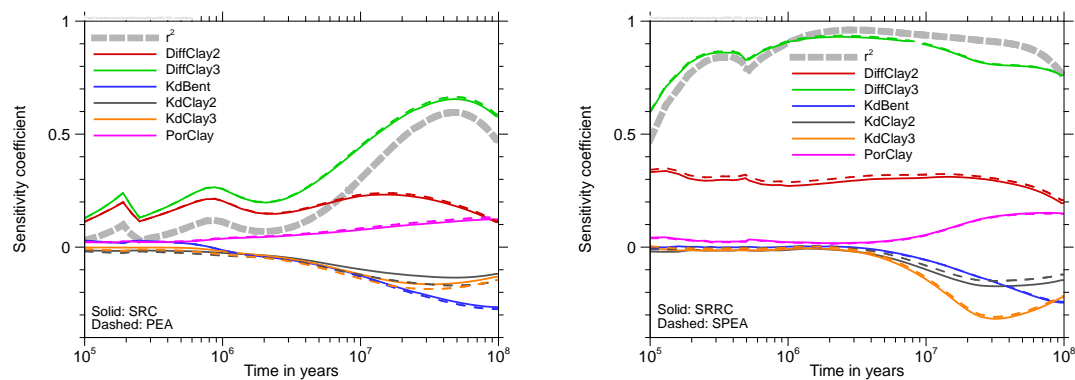 1
0.5
0
Sensitivity coefficient
r²
DiffClay2
DiffClay3
KdBent
KdClay2
KdClay3
PorClay
Solid: SRC
Dashed: PEA
10⁵ 10⁶ 10⁷ 10⁸
Time in years
1
0.5
0
Sensitivity coefficient
r²
DiffClay2
DiffClay3
KdBent
KdClay2
KdClay3
PorClay
Solid: SRRC
Dashed: SPEA
10⁵ 10⁶ 10⁷ 10⁸
Time in years